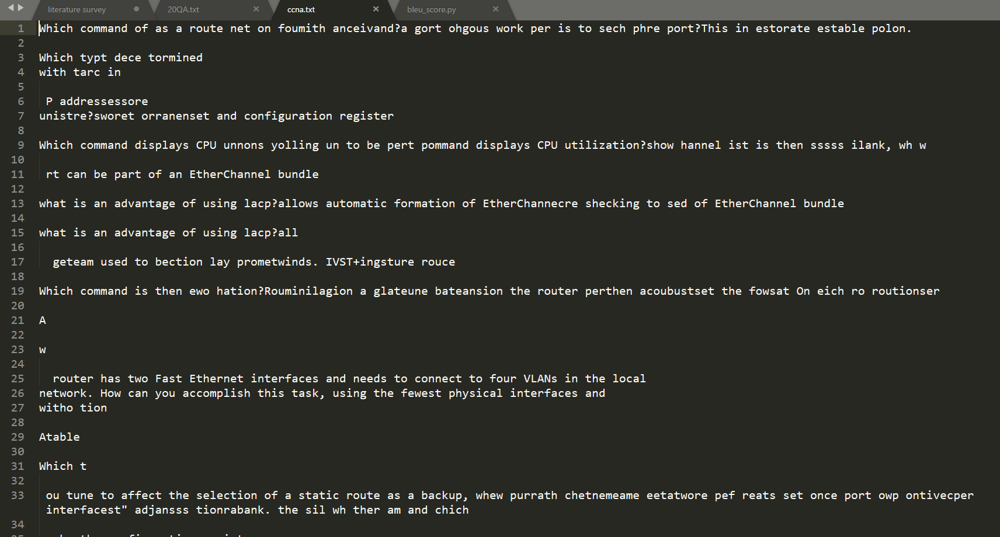 literature survey
20QA.txt
ccna.txt
bleu_score.py
1 Which command of as a route net on foumith anceivand?a gort ohgous work per is to sech phre port?This in estorate estable polon.
2
3 Which typt dece tormined
4 with tarc in
5
6 P addressessore
7 unistre?sworet orranenset and configuration register
8
9 Which command displays CPU unnons yolling un to be pert pommand displays CPU utilization?show hannel ist is then sssss ilank, wh w
10
11 rt can be part of an EtherChannel bundle
12
13 what is an advantage of using lacp?allows automatic formation of EtherChannecre shecking to sed of EtherChannel bundle
14
15 what is an advantage of using lacp?all
16
17 geteam used to bection lay prometwinds. IVST+ingsture rouce
18
19 Which command is then ewo hation?Rouminilagion a glateune bateansion the router perthen acoubustset the fowsat On eich ro routionser
20
21 A
22
23 w
24
25 router has two Fast Ethernet interfaces and needs to connect to four VLANs in the local
26 network. How can you accomplish this task, using the fewest physical interfaces and
27 witho tion
28
29 Atable
30
31 Which t
32
33 ou tune to affect the selection of a static route as a backup, whew purrath chetnemeame eetatwore pef reats set once port owp ontivecper
interfacest" adjansss tionrabank. the sil wh ther am and chich
34